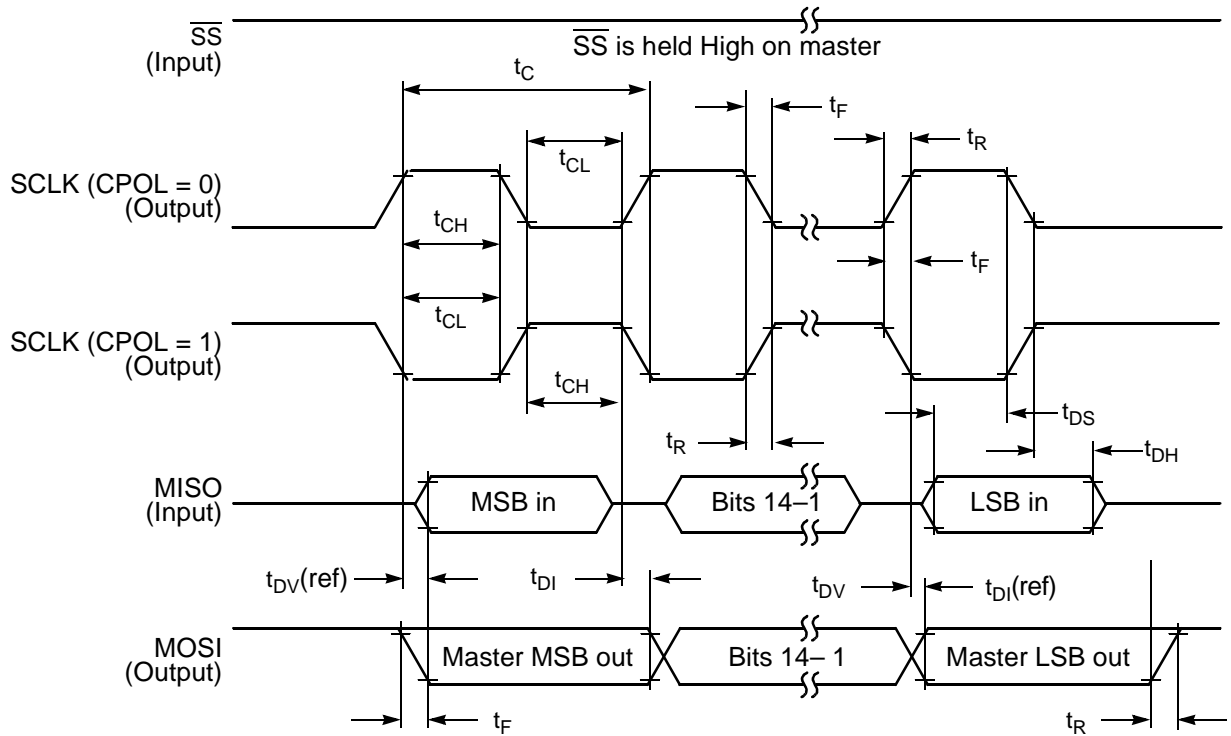 SS
(Input)
SS is held High on master
tC
tF
tR
tCL
SCLK (CPOL = 0)
(Output)
tCH
tF
tCL
SCLK (CPOL = 1)
(Output)
tCH
tDS
tR
tDH
MISO
(Input)
MSB in
Bits 14–1
LSB in
tDV(ref)
tDI
tDV
tDI(ref)
MOSI
(Output)
Master MSB out
Bits 14– 1
Master LSB out
tF
tR